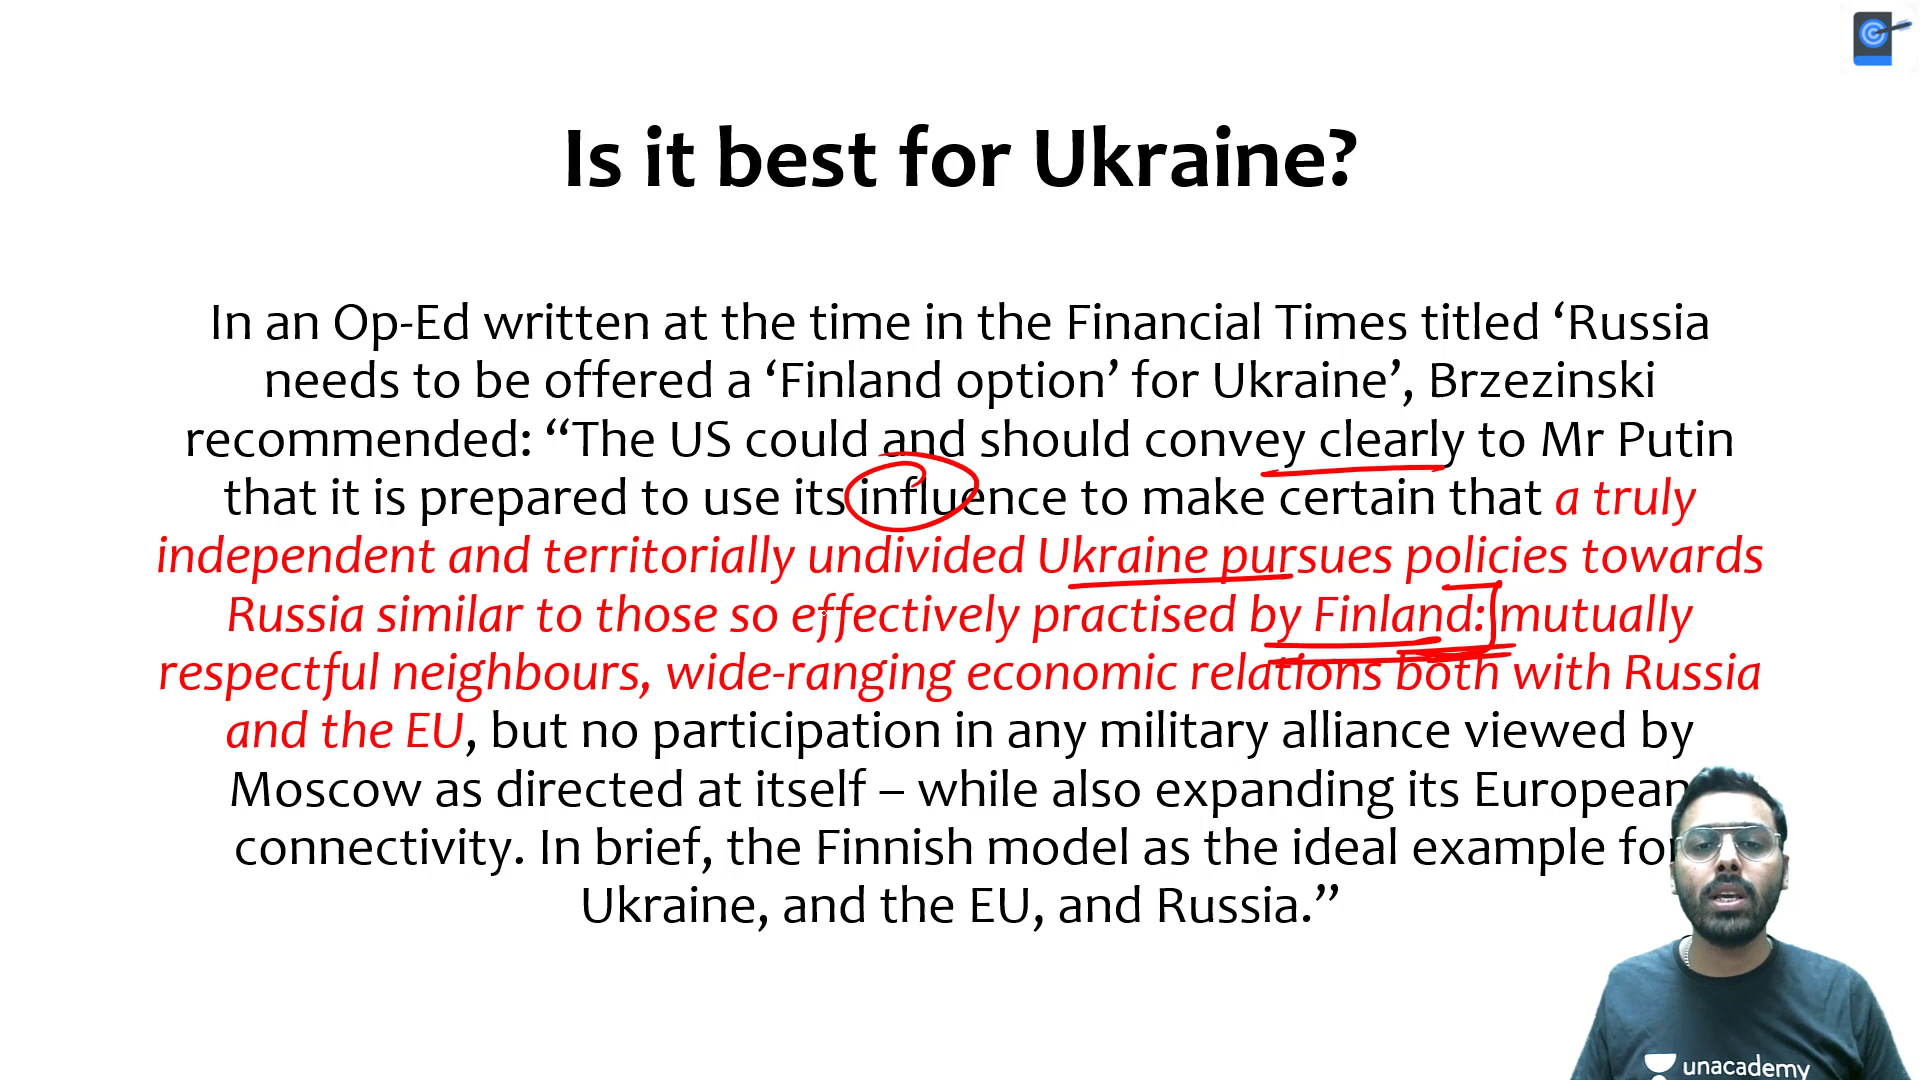 Is it best for Ukraine?
In an Op-Ed written at the time in the Financial Times titled ‘Russia
needs to be offered a ‘Finland option’ for Ukraine’, Brzezinski
recommended: “The US could and should convey clearly to Mr Putin
that it is prepared to use its influence to make certain that a truly
independent and territorially undivided Ukraine pursues policies towards
Russia similar to those so effectively practised by Finland: mutually
respectful neighbours, wide-ranging economic relations both with Russia
and the EU, but no participation in any military alliance viewed by
Moscow as directed at itself – while also expanding its European
connectivity. In brief, the Finnish model as the ideal example for
Ukraine, and the EU, and Russia.”
unacademy